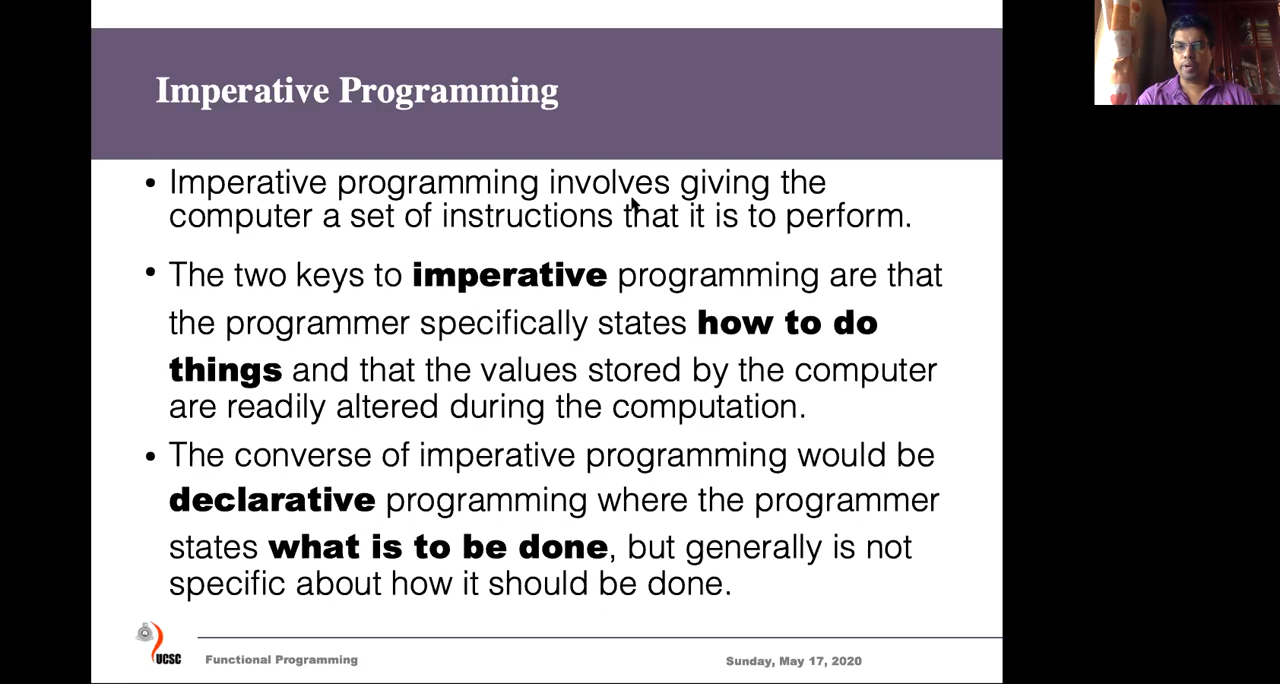 Imperative Programming
• Imperative programming involves giving the
computer a set of instructions that it is to perform.
• The two keys to imperative programming are that
the programmer specifically states how to do
things and that the values stored by the computer
are readily altered during the computation.
• The converse of imperative programming would be
declarative programming where the programmer
states what is to be done, but generally is not
specific about how it should be done.
UCSC
Functional Programming
Sunday, May 17, 2020